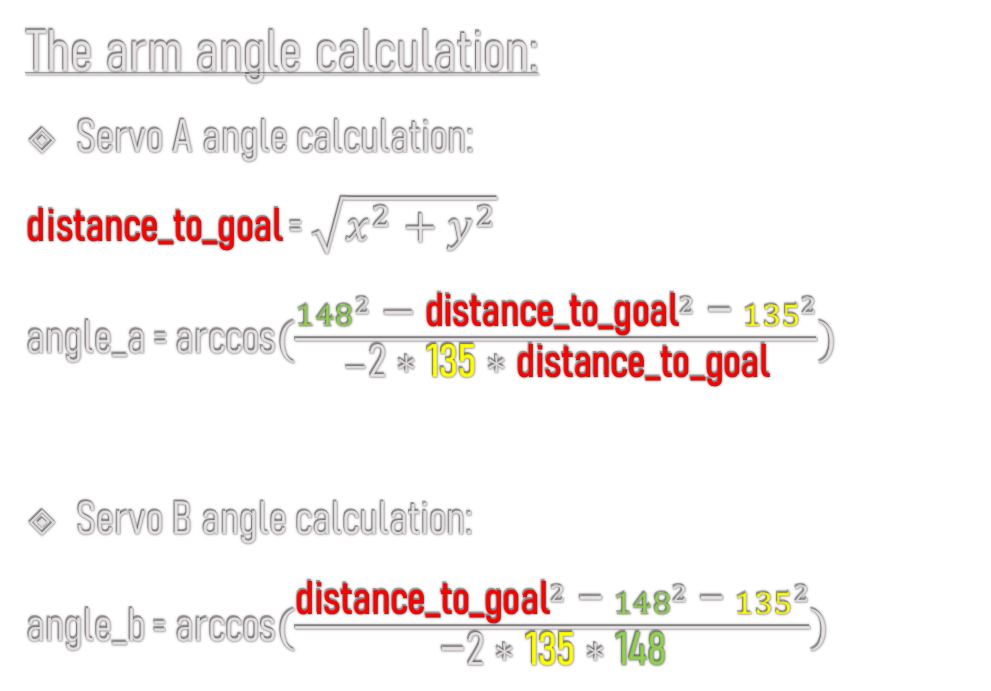 The arm angle calculation:
❖ Servo A angle calculation:
distance_to_goal = √(x² + y²)
angle_a = arccos((148² − distance_to_goal² − 135²) / (−2 * 135 * distance_to_goal))
❖ Servo B angle calculation:
angle_b = arccos((distance_to_goal² − 148² − 135²) / (−2 * 135 * 148))